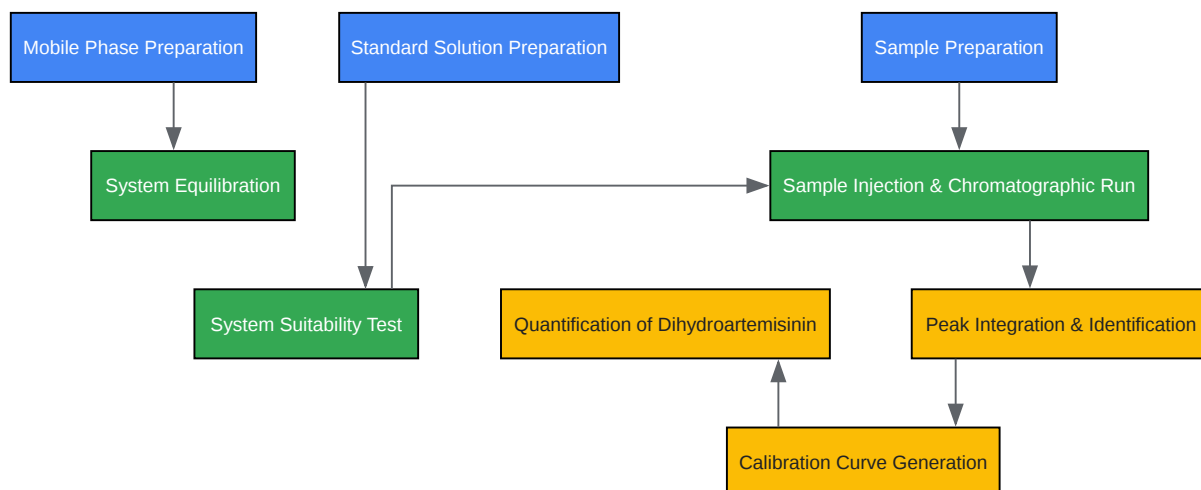 Mobile Phase Preparation
Standard Solution Preparation
Sample Preparation
System Equilibration
Sample Injection & Chromatographic Run
System Suitability Test
Quantification of Dihydroartemisinin
Peak Integration & Identification
Calibration Curve Generation